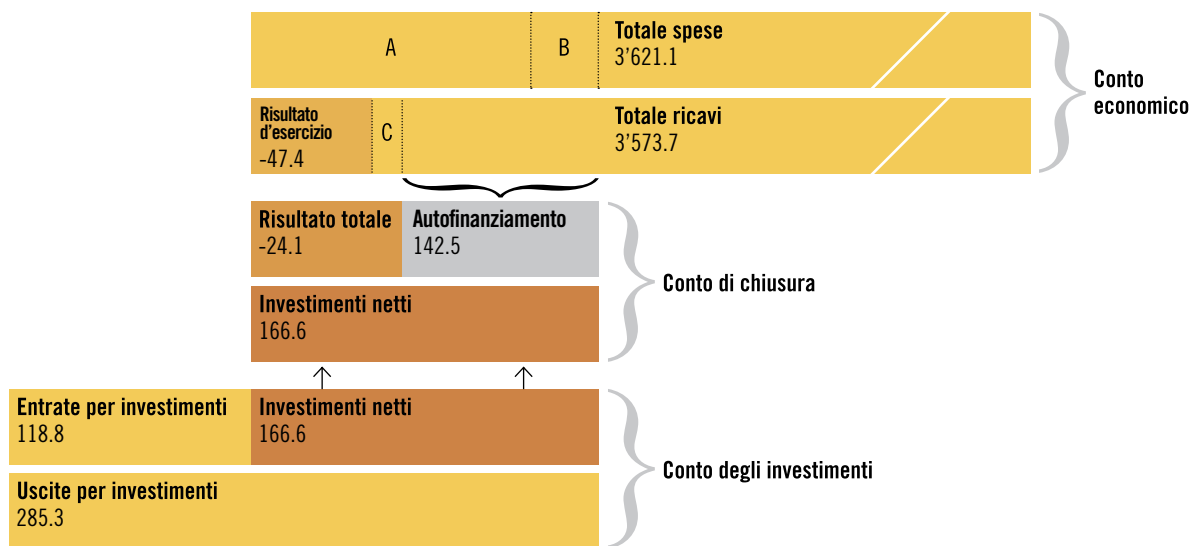 A
B
Totale spese
3’621.1
Risultato
d’esercizio
-47.4
C
Totale ricavi
3’573.7
Conto
economico
Risultato totale
-24.1
Autofinanziamento
142.5
Investimenti netti
166.6
Conto di chiusura
Entrate per investimenti
118.8
Investimenti netti
166.6
Uscite per investimenti
285.3
Conto degli investimenti